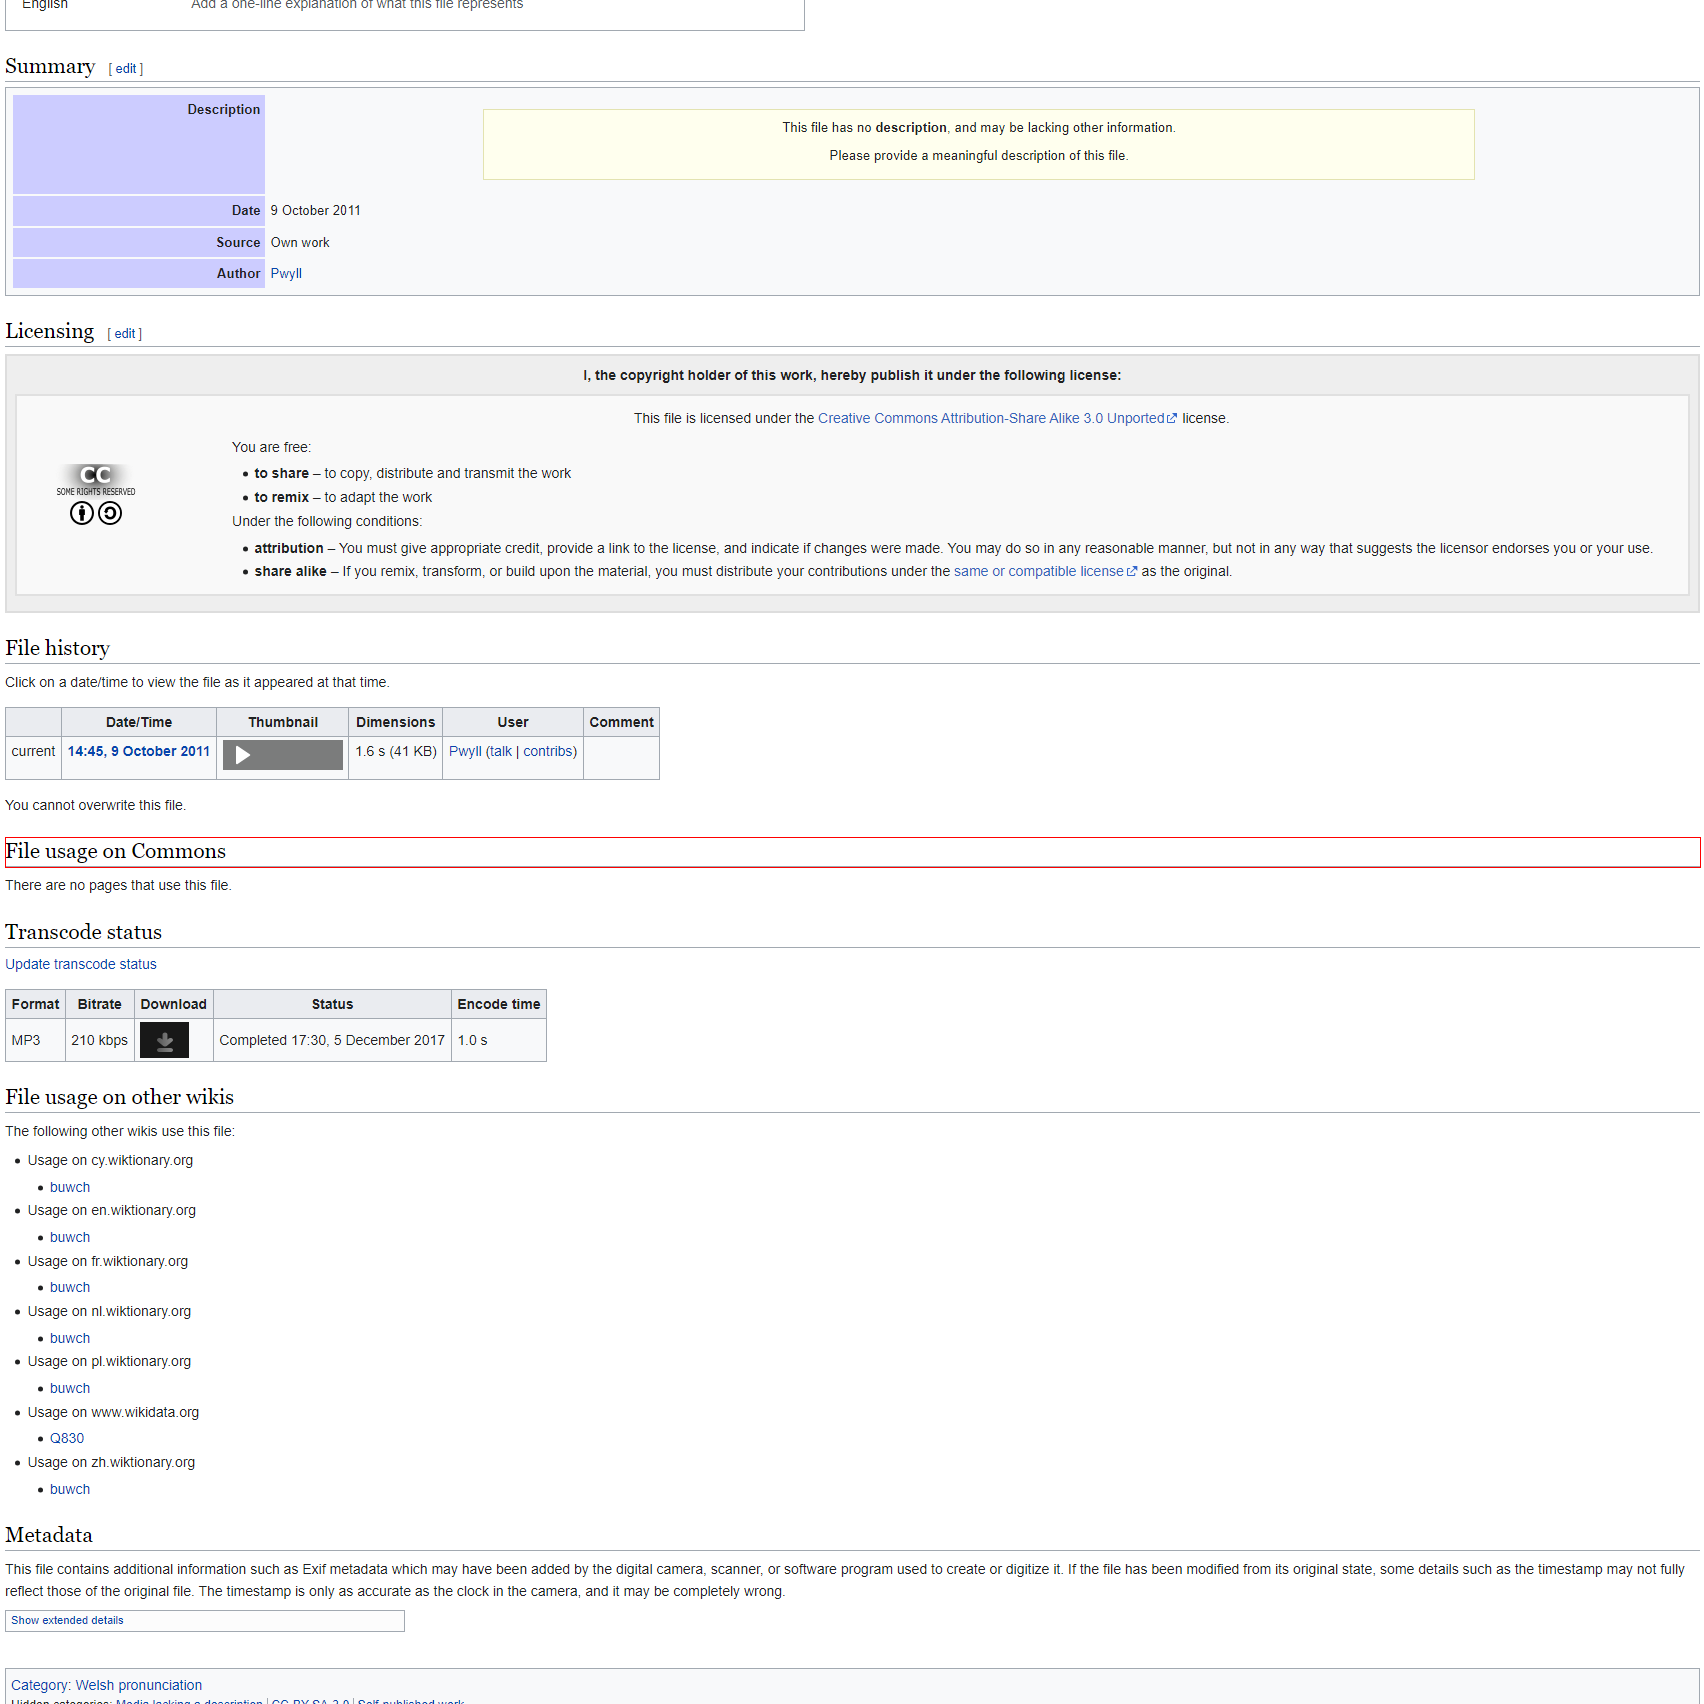 English Add a one-line explanation of what this file represents
Summary [ edit ]
Description
This file has no description, and may be lacking other information.
Please provide a meaningful description of this file.
Date 9 October 2011
Source Own work
Author Pwyll
Licensing [ edit ]
I, the copyright holder of this work, hereby publish it under the following license:
This file is licensed under the Creative Commons Attribution-Share Alike 3.0 Unported license.
CC
SOME RIGHTS RESERVED
You are free:
• to share – to copy, distribute and transmit the work
• to remix – to adapt the work
Under the following conditions:
• attribution – You must give appropriate credit, provide a link to the license, and indicate if changes were made. You may do so in any reasonable manner, but not in any way that suggests the licensor endorses you or your use.
• share alike – If you remix, transform, or build upon the material, you must distribute your contributions under the same or compatible license as the original.
File history
Click on a date/time to view the file as it appeared at that time.
Date/Time Thumbnail Dimensions User Comment
current 14:45, 9 October 2011 1.6 s (41 KB) Pwyll (talk | contribs)
You cannot overwrite this file.
File usage on Commons
There are no pages that use this file.
Transcode status
Update transcode status
Format Bitrate Download Status Encode time
MP3 210 kbps Completed 17:30, 5 December 2017 1.0 s
File usage on other wikis
The following other wikis use this file:
• Usage on cy.wiktionary.org
• buwch
• Usage on en.wiktionary.org
• buwch
• Usage on fr.wiktionary.org
• buwch
• Usage on nl.wiktionary.org
• buwch
• Usage on pl.wiktionary.org
• buwch
• Usage on www.wikidata.org
• Q830
• Usage on zh.wiktionary.org
• buwch
Metadata
This file contains additional information such as Exif metadata which may have been added by the digital camera, scanner, or software program used to create or digitize it. If the file has been modified from its original state, some details such as the timestamp may not fully
reflect those of the original file. The timestamp is only as accurate as the clock in the camera, and it may be completely wrong.
Show extended details
Category: Welsh pronunciation
Hidden categories: Media lacking a description | CC-BY-SA-3.0 | Self-published work